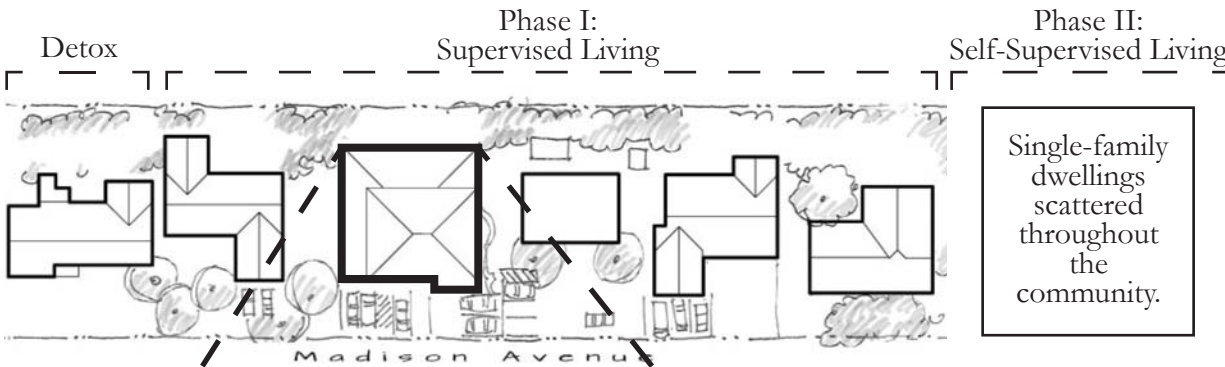 Detox
Phase I:
Supervised Living
Phase II:
Self-Supervised Living
Single-family
dwellings
scattered
throughout
the
community.
Madison Avenue